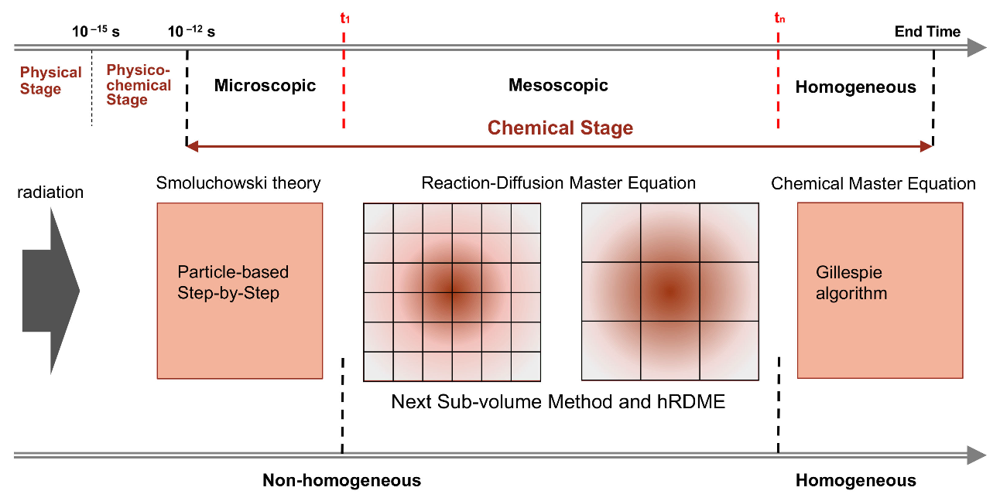 t1
tn
10 –15 s
10 –12 s
End Time
Physical
Stage
Physico-
chemical
Stage
Microscopic
Mesoscopic
Homogeneous
Chemical Stage
radiation
Smoluchowski theory
Reaction-Diffusion Master Equation
Chemical Master Equation
Particle-based
Step-by-Step
Gillespie
algorithm
Next Sub-volume Method and hRDME
Non-homogeneous
Homogeneous